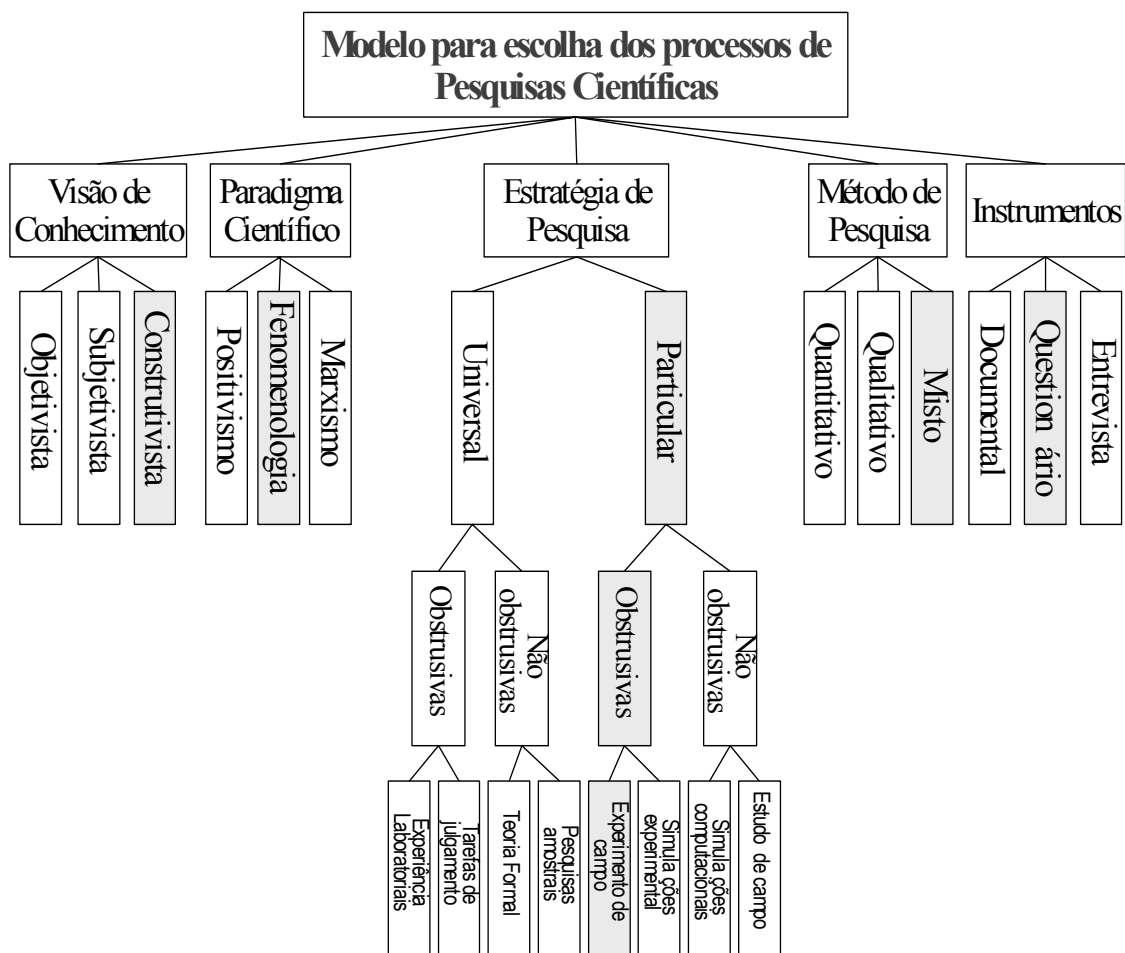 Modelo para escolha dos processos de
Pesquisas Científicas
Visão de
Conhecimento
Paradigma
Científico
Estratégia de
Pesquisa
Método de
Pesquisa
Instrumentos
Objetivista
Subjetivista
Construtivista
Positivismo
Fenomenologia
Marxismo
Universal
Particular
Quantitativo
Qualitativo
Misto
Documental
Question ário
Entrevista
Obstrusivas
Não
obstrusivas
Obstrusivas
Não
obstrusivas
Experiência
Laboratoriais
Tarefas de
julgamento
Teoria Formal
Pesquisas
amostrais
Experimento de
campo
Simula ções
experimental
Simula ções
computacionais
Estudo de campo